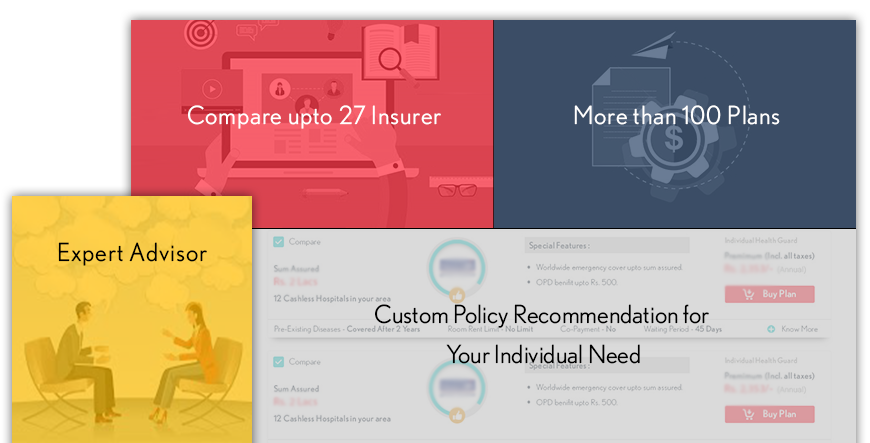 Compare upto 27 Insurer
More than 100 Plans
Expert Advisor
Custom Policy Recommendation for
Your Individual Need
Compare
Sum Assured
12 Cashless Hospitals in your area
Special Features :
• Worldwide emergency cover upto sum assured.
• OPD benifit upto Rs. 500.
Individual Health Guard
Premimum (Incl. all taxes)
(Annual)
Buy Plan
Pre-Existing Diseases - Covered After 2 Years Room Rent Limit - No Limit Co-Payment - No Waiting Period - 45 Days Know More
Compare
Sum Assured
12 Cashless Hospitals in your area
Special Features :
• Worldwide emergency cover upto sum assured.
• OPD benifit upto Rs. 500.
Individual Health Guard
Premimum (Incl. all taxes)
(Annual)
Buy Plan